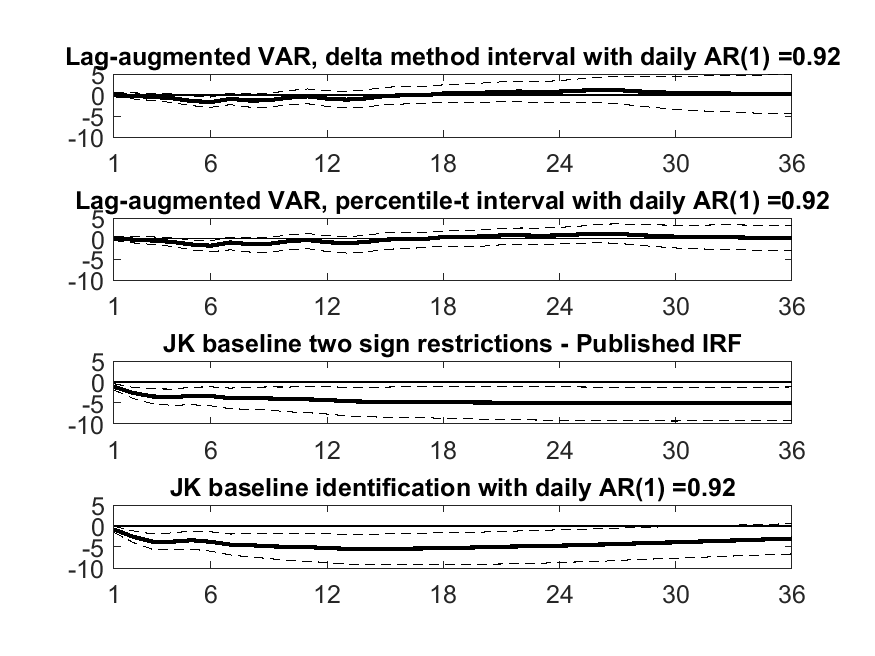 Lag-augmented VAR, delta method interval with daily AR(1) =0.92
5
0
-5
-10
1 6 12 18 24 30 36
Lag-augmented VAR, percentile-t interval with daily AR(1) =0.92
5
0
-5
-10
1 6 12 18 24 30 36
JK baseline two sign restrictions - Published IRF
5
0
-5
-10
1 6 12 18 24 30 36
JK baseline identification with daily AR(1) =0.92
5
0
-5
-10
1 6 12 18 24 30 36